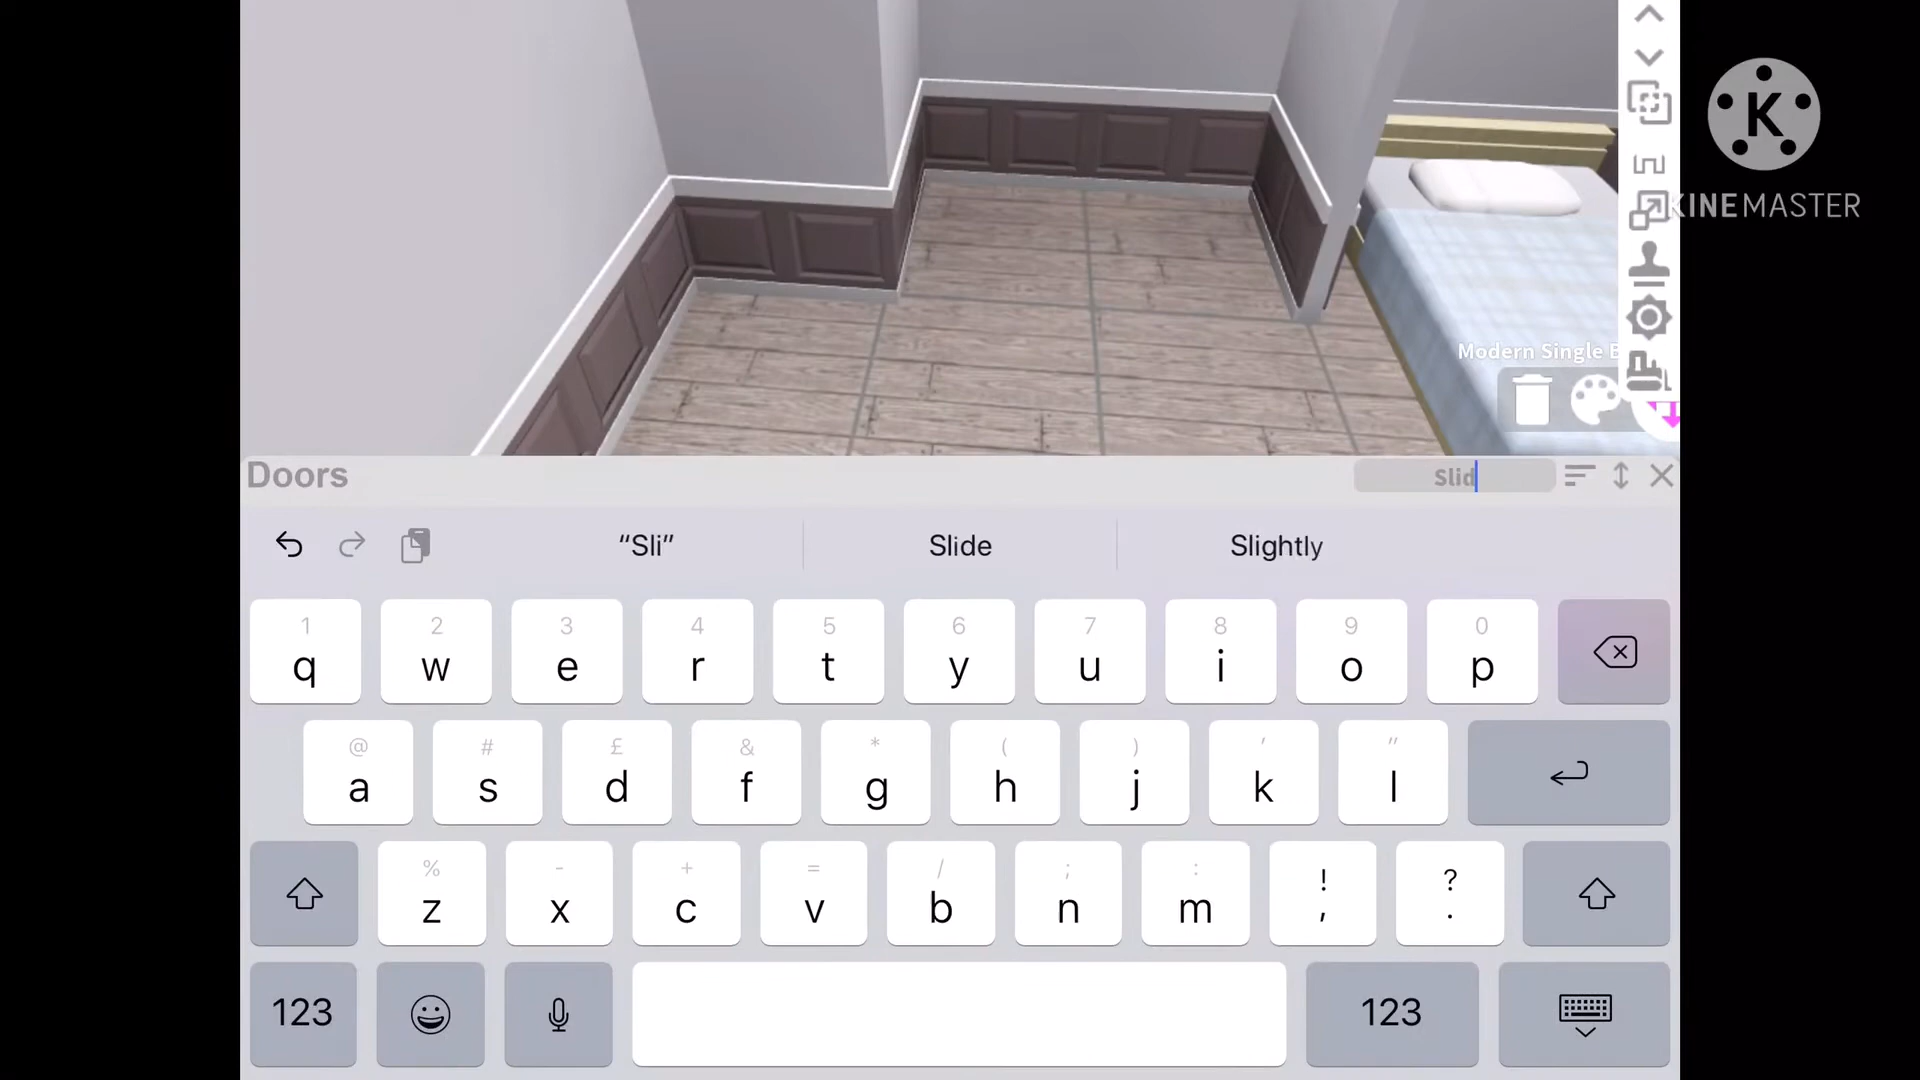 KINEMASTER
Modern Single B
Doors
Slid
“Sli” Slide Slightly
1 2 3 4 5 6 7 8 9 0
q w e r t y u i o p
@ # £ & * ( ) ' "
a s d f g h j k l
% - + = / ; : ! ?
z x c v b n m , .
123 123